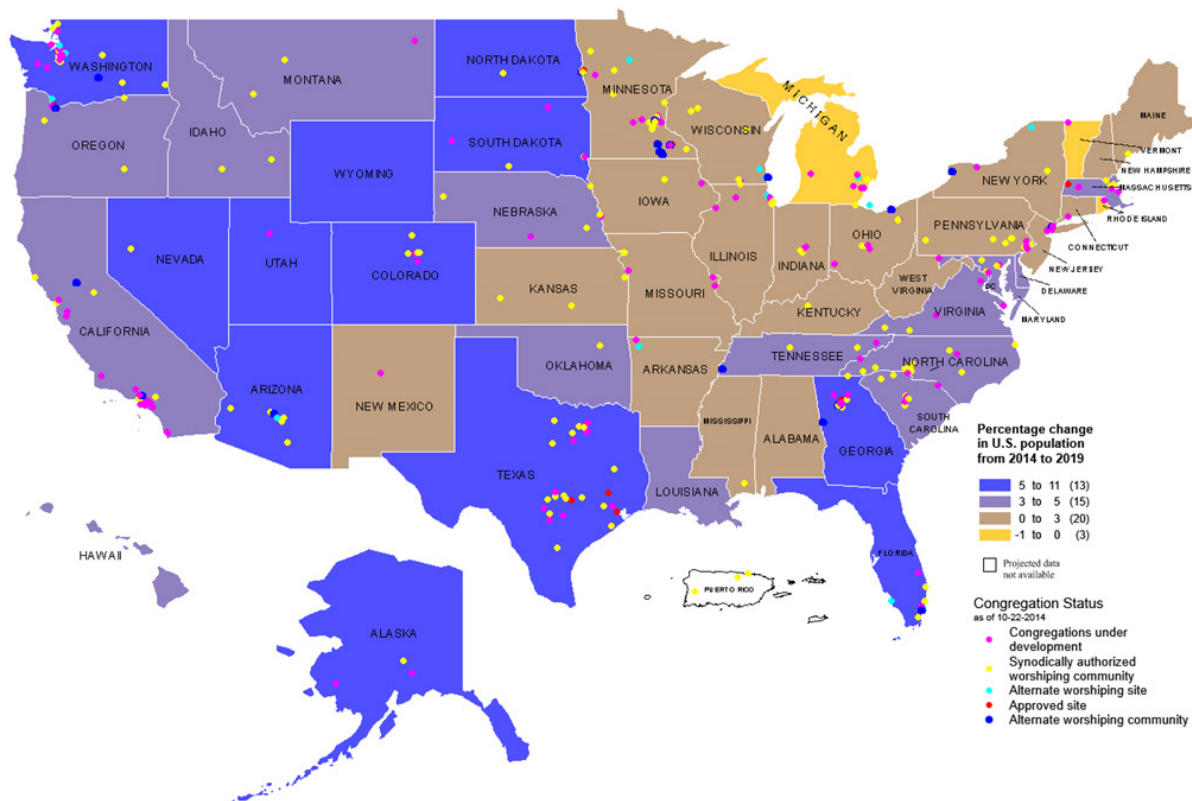 WASHINGTON
MONTANA
NORTH DAKOTA
MINNESOTA
MICHIGAN
MAINE
OREGON
IDAHO
SOUTH DAKOTA
WISCONSIN
VERMONT
NEW HAMPSHIRE
WYOMING
NEW YORK
MASSACHUSETTS
NEBRASKA
IOWA
RHODE ISLAND
PENNSYLVANIA
CONNECTICUT
NEVADA
UTAH
COLORADO
ILLINOIS
INDIANA
OHIO
NEW JERSEY
KANSAS
MISSOURI
WEST
VIRGINIA
DC
DELAWARE
CALIFORNIA
KENTUCKY
VIRGINIA
MARYLAND
OKLAHOMA
TENNESSEE
NORTH CAROLINA
ARIZONA
NEW MEXICO
ARKANSAS
SOUTH
CAROLINA
MISSISSIPPI
ALABAMA
GEORGIA
TEXAS
LOUISIANA
HAWAII
FLORIDA
PUERTO RICO
ALASKA
Percentage change
in U.S. population
from 2014 to 2019
5 to 11 (13)
3 to 5 (15)
0 to 3 (20)
-1 to 0 (3)
Projected data
not available
Congregation Status
as of 10-22-2014
Congregations under
development
Synodically authorized
worshiping community
Alternate worshiping site
Approved site
Alternate worshiping community